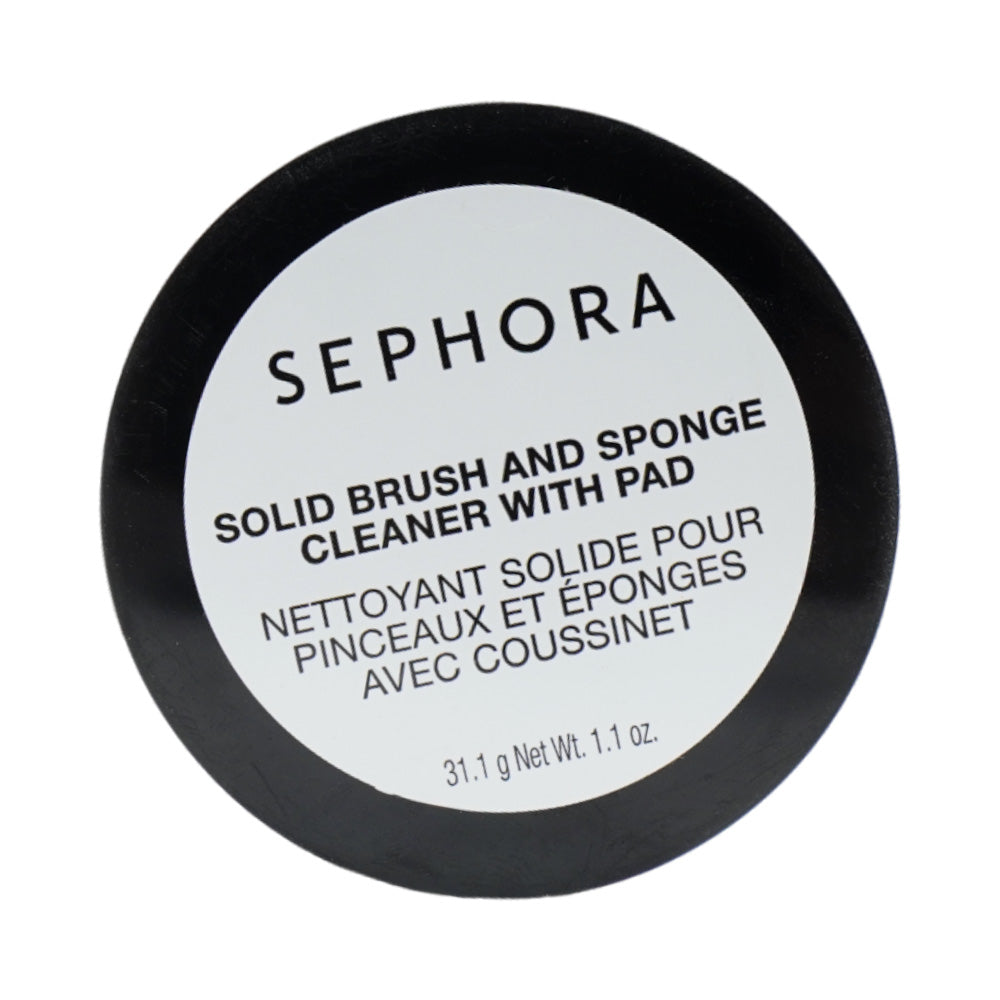 SEPHORA
SOLID BRUSH AND SPONGE
CLEANER WITH PAD
NETTOYANT SOLIDE POUR
PINCEAUX ET ÉPONGES
AVEC COUSSINET
31.1 g Net Wt. 1.1 oz.